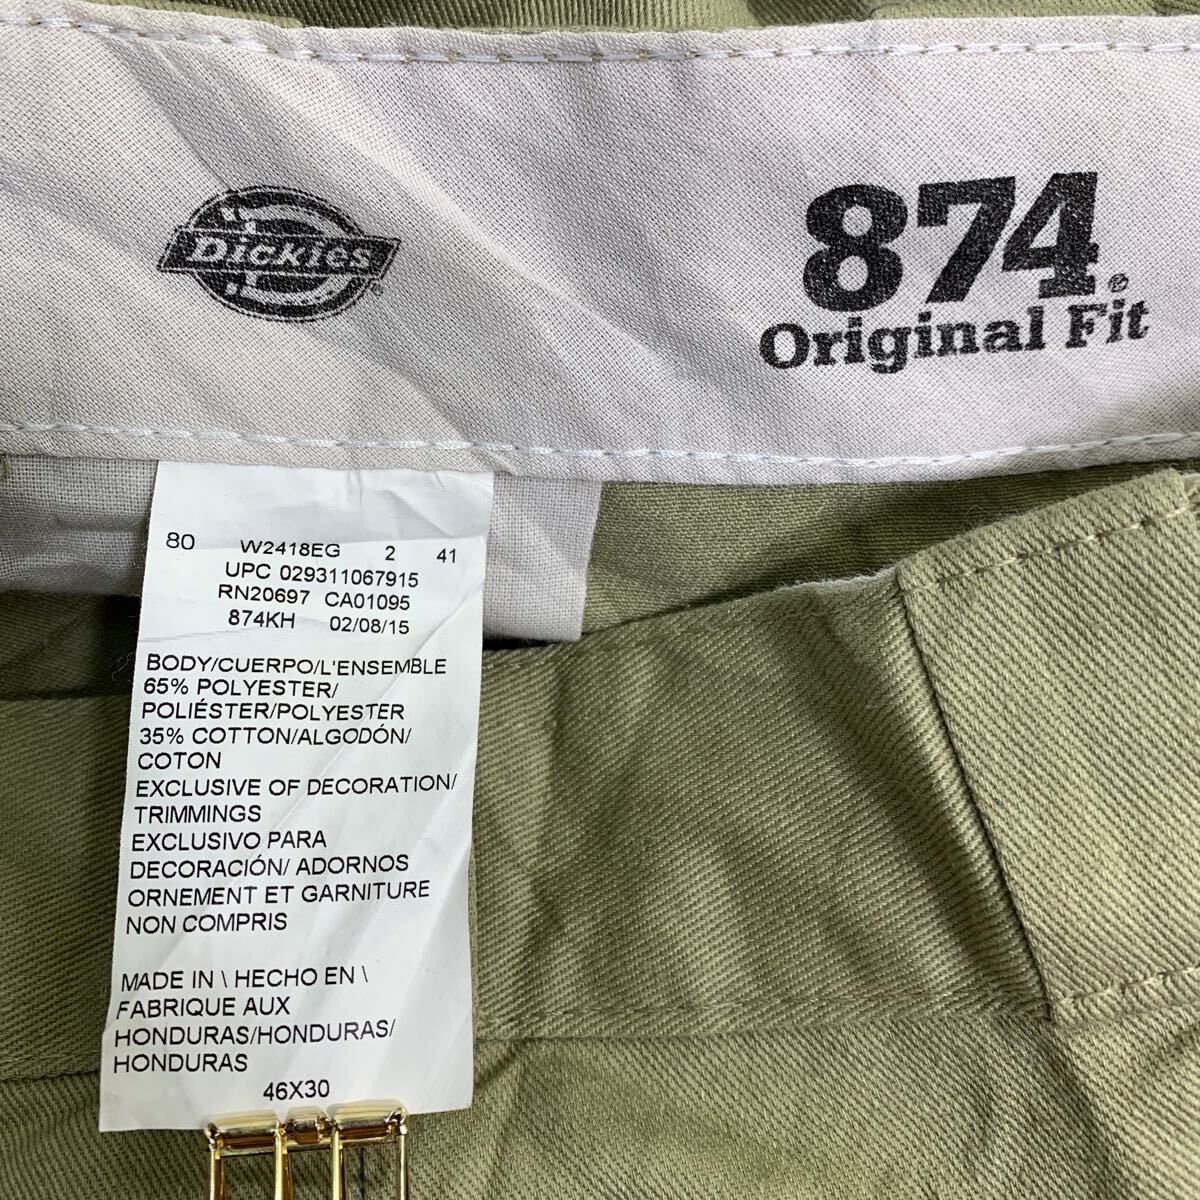 Dickies®
874®
Original Fit
80 W2418EG 2 41
UPC 029311067915
RN20697 CA01095
874KH 02/08/15
BODY/CUERPO/L'ENSEMBLE
65% POLYESTER/
POLIÉSTER/POLYESTER
35% COTTON/ALGODÓN/
COTON
EXCLUSIVE OF DECORATION/
TRIMMINGS
EXCLUSIVO PARA
DECORACIÓN/ ADORNOS
ORNEMENT ET GARNITURE
NON COMPRIS
MADE IN \ HECHO EN \
FABRIQUE AUX
HONDURAS/HONDURAS/
HONDURAS
46X30